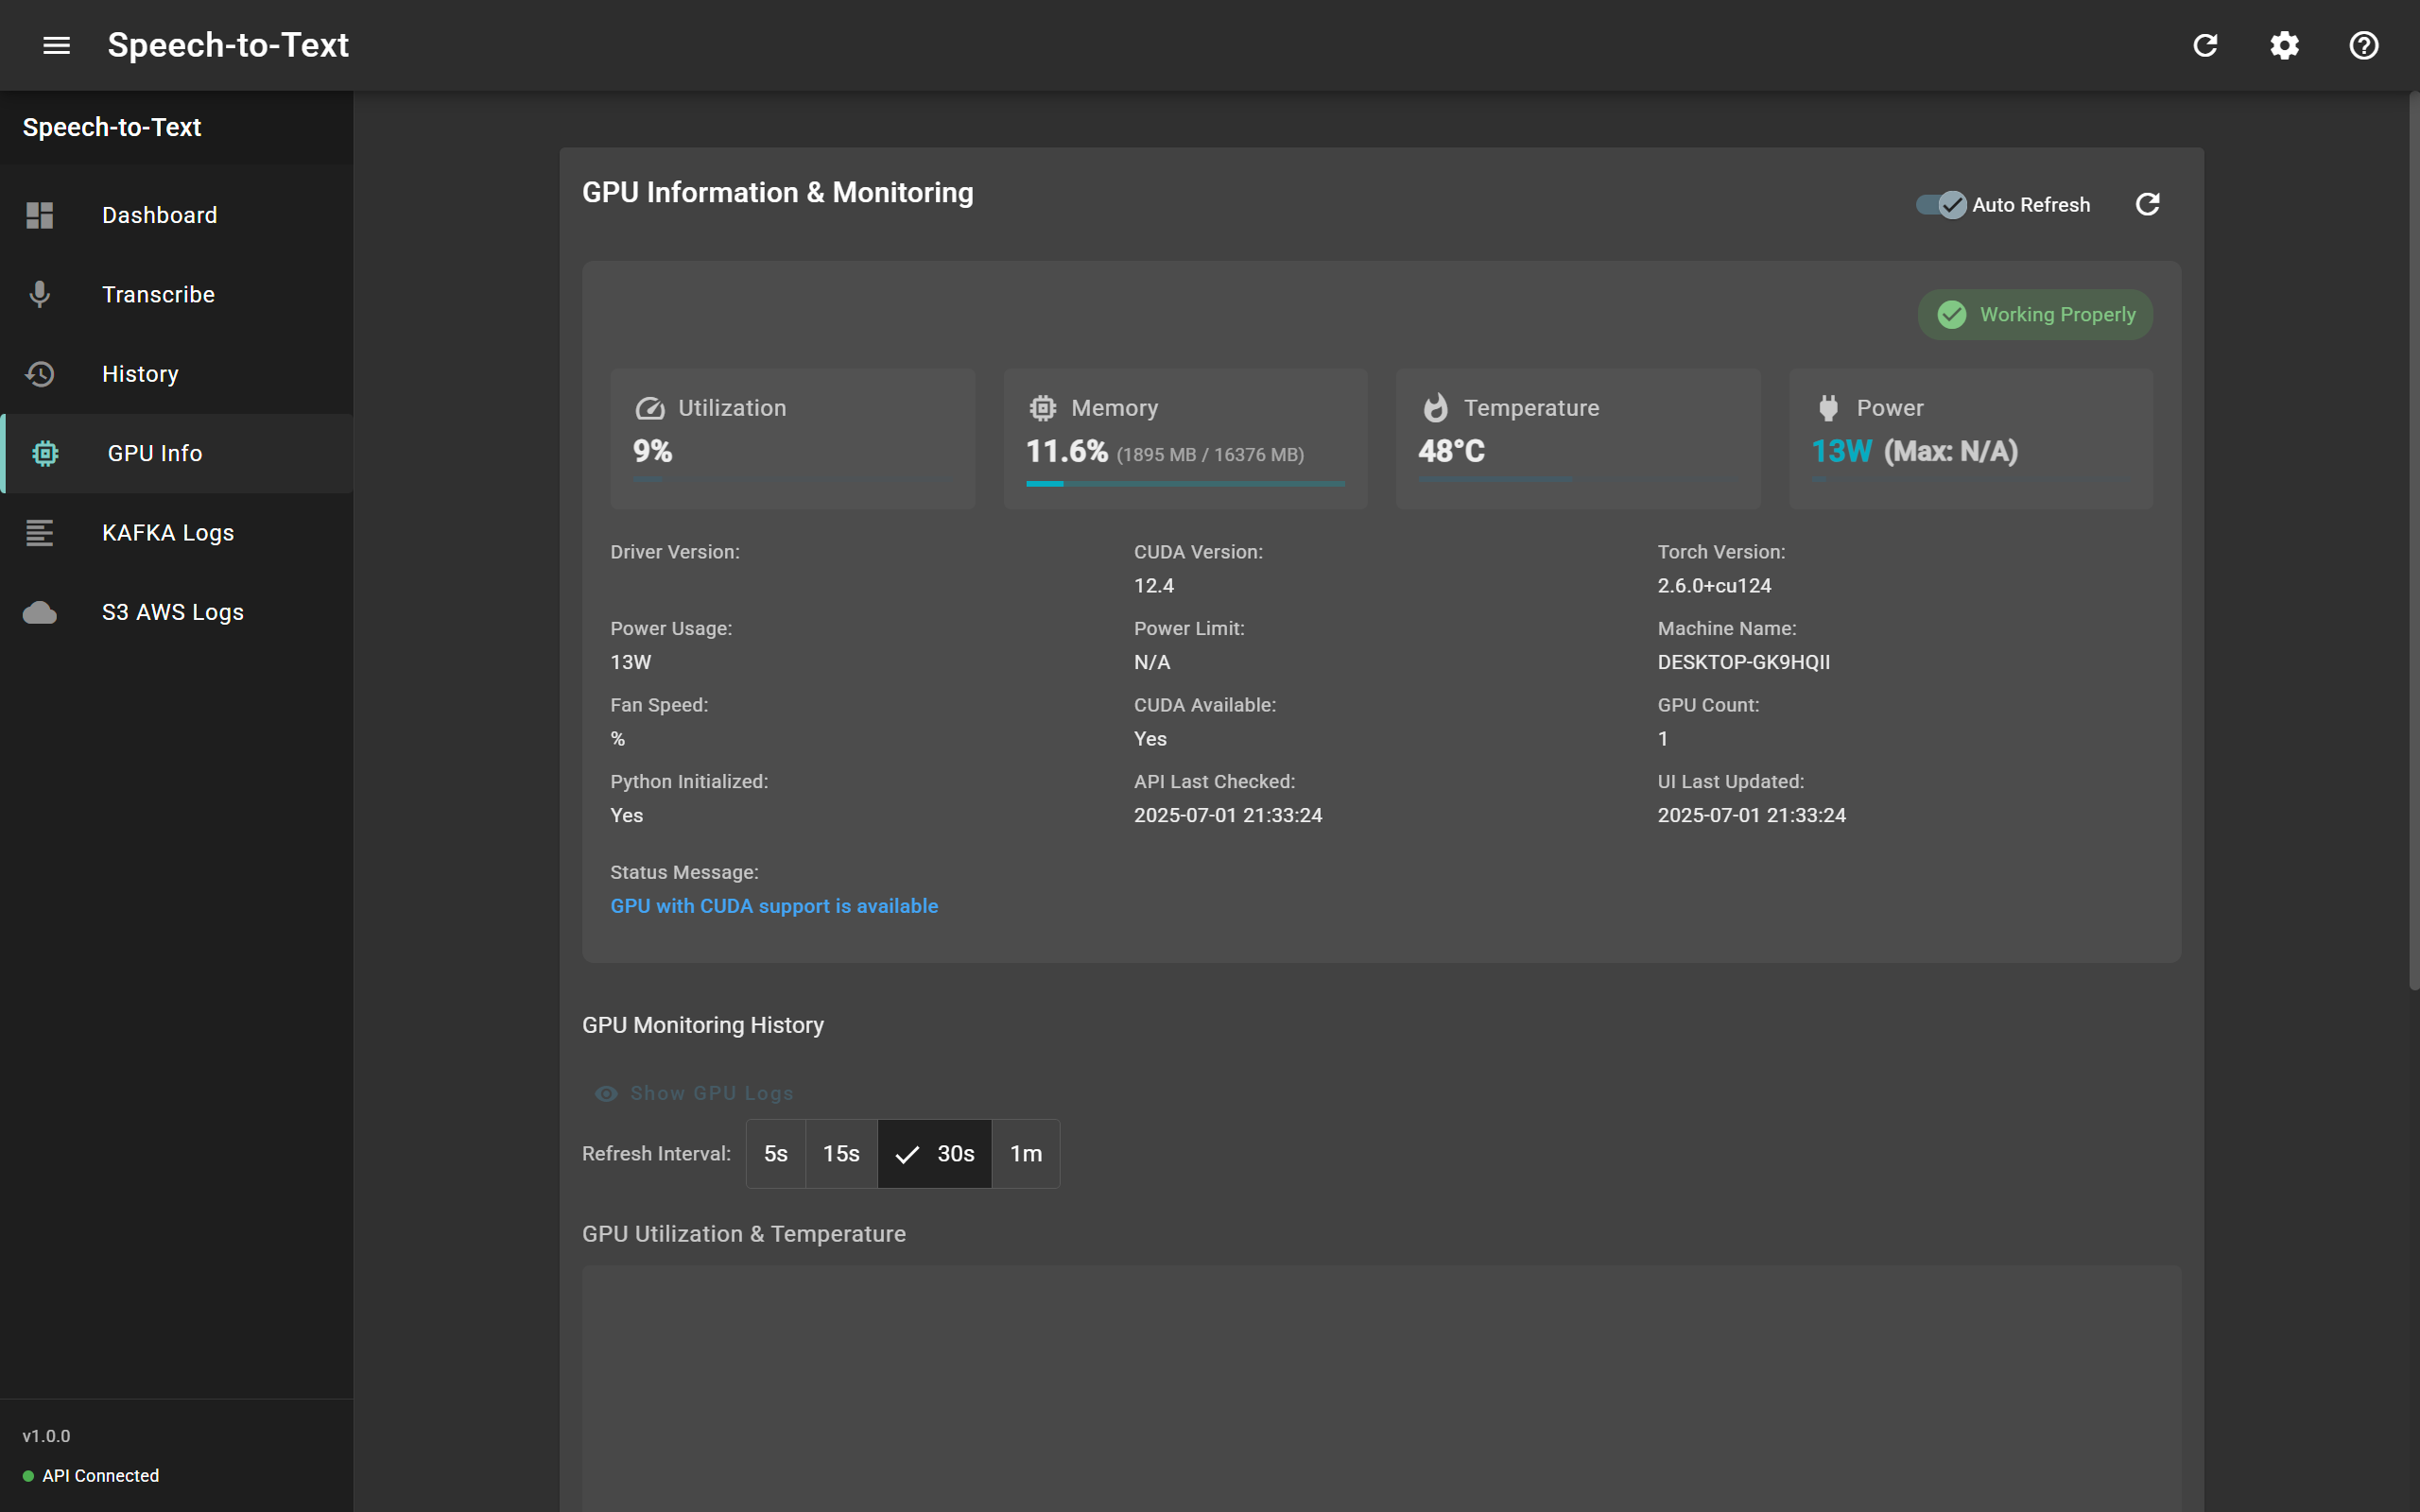 Speech-to-Text
Speech-to-Text
Dashboard
Transcribe
History
GPU Info
KAFKA Logs
S3 AWS Logs
v1.0.0
API Connected
GPU Information & Monitoring
Auto Refresh
Working Properly
Utilization
9%
Memory
11.6% (1895 MB / 16376 MB)
Temperature
48°C
Power
13W (Max: N/A)
Driver Version:
CUDA Version:
12.4
Torch Version:
2.6.0+cu124
Power Usage:
13W
Power Limit:
N/A
Machine Name:
DESKTOP-GK9HQII
Fan Speed:
%
CUDA Available:
Yes
GPU Count:
1
Python Initialized:
Yes
API Last Checked:
2025-07-01 21:33:24
UI Last Updated:
2025-07-01 21:33:24
Status Message:
GPU with CUDA support is available
GPU Monitoring History
Show GPU Logs
Refresh Interval: 5s 15s 30s 1m
GPU Utilization & Temperature